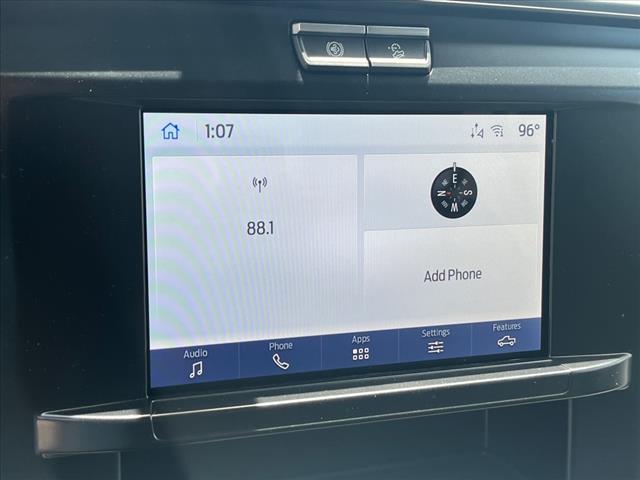 1:07
96°
88.1
E
N S
W
Add Phone
Audio
Phone
Apps
Settings
Features